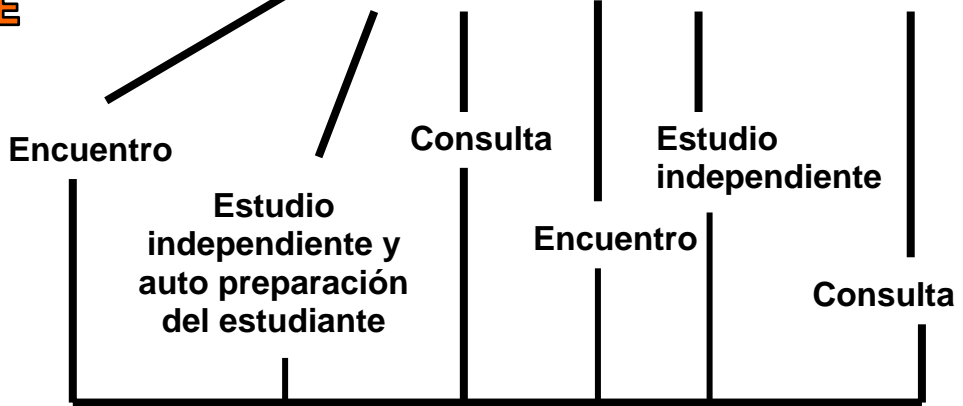 E
Encuentro
Estudio
independiente y
auto preparación
del estudiante
Consulta
Encuentro
Estudio
independiente
Consulta